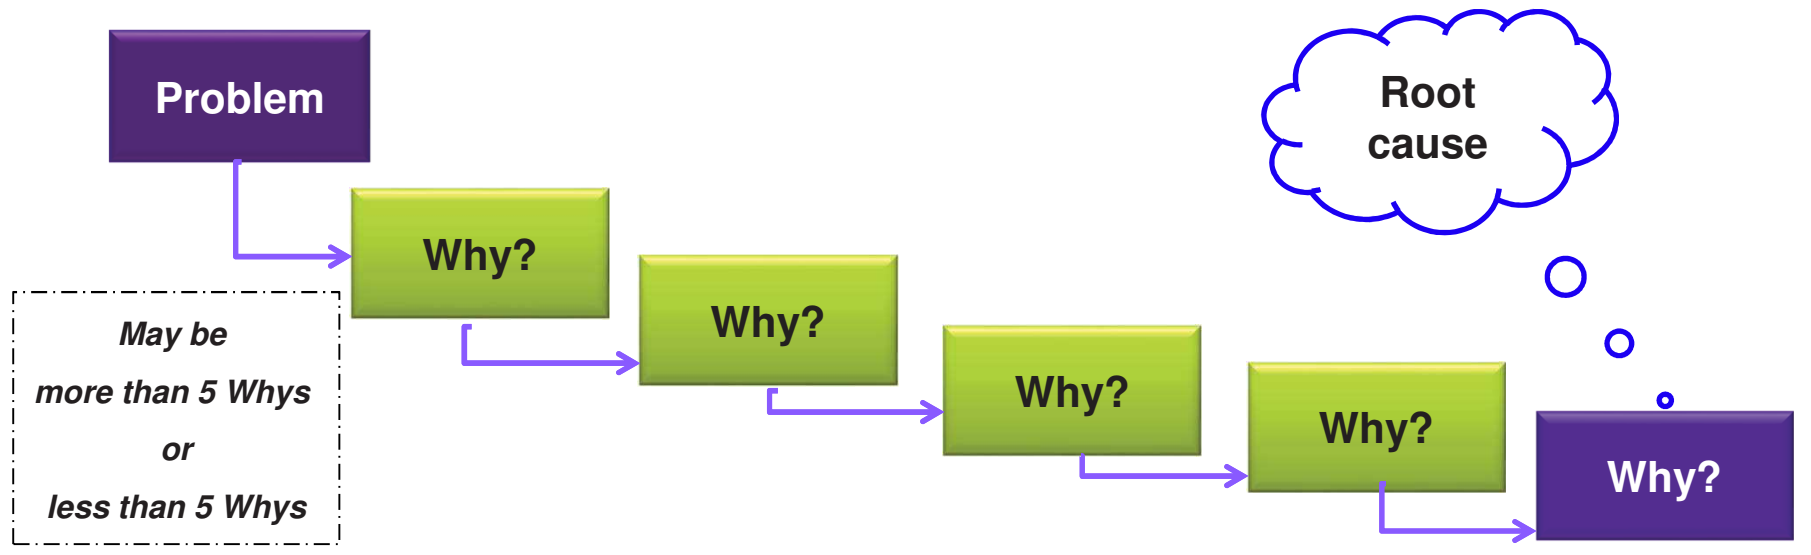 Problem
Why?
Why?
Why?
Why?
Why?
Root
cause
May be
more than 5 Whys
or
less than 5 Whys